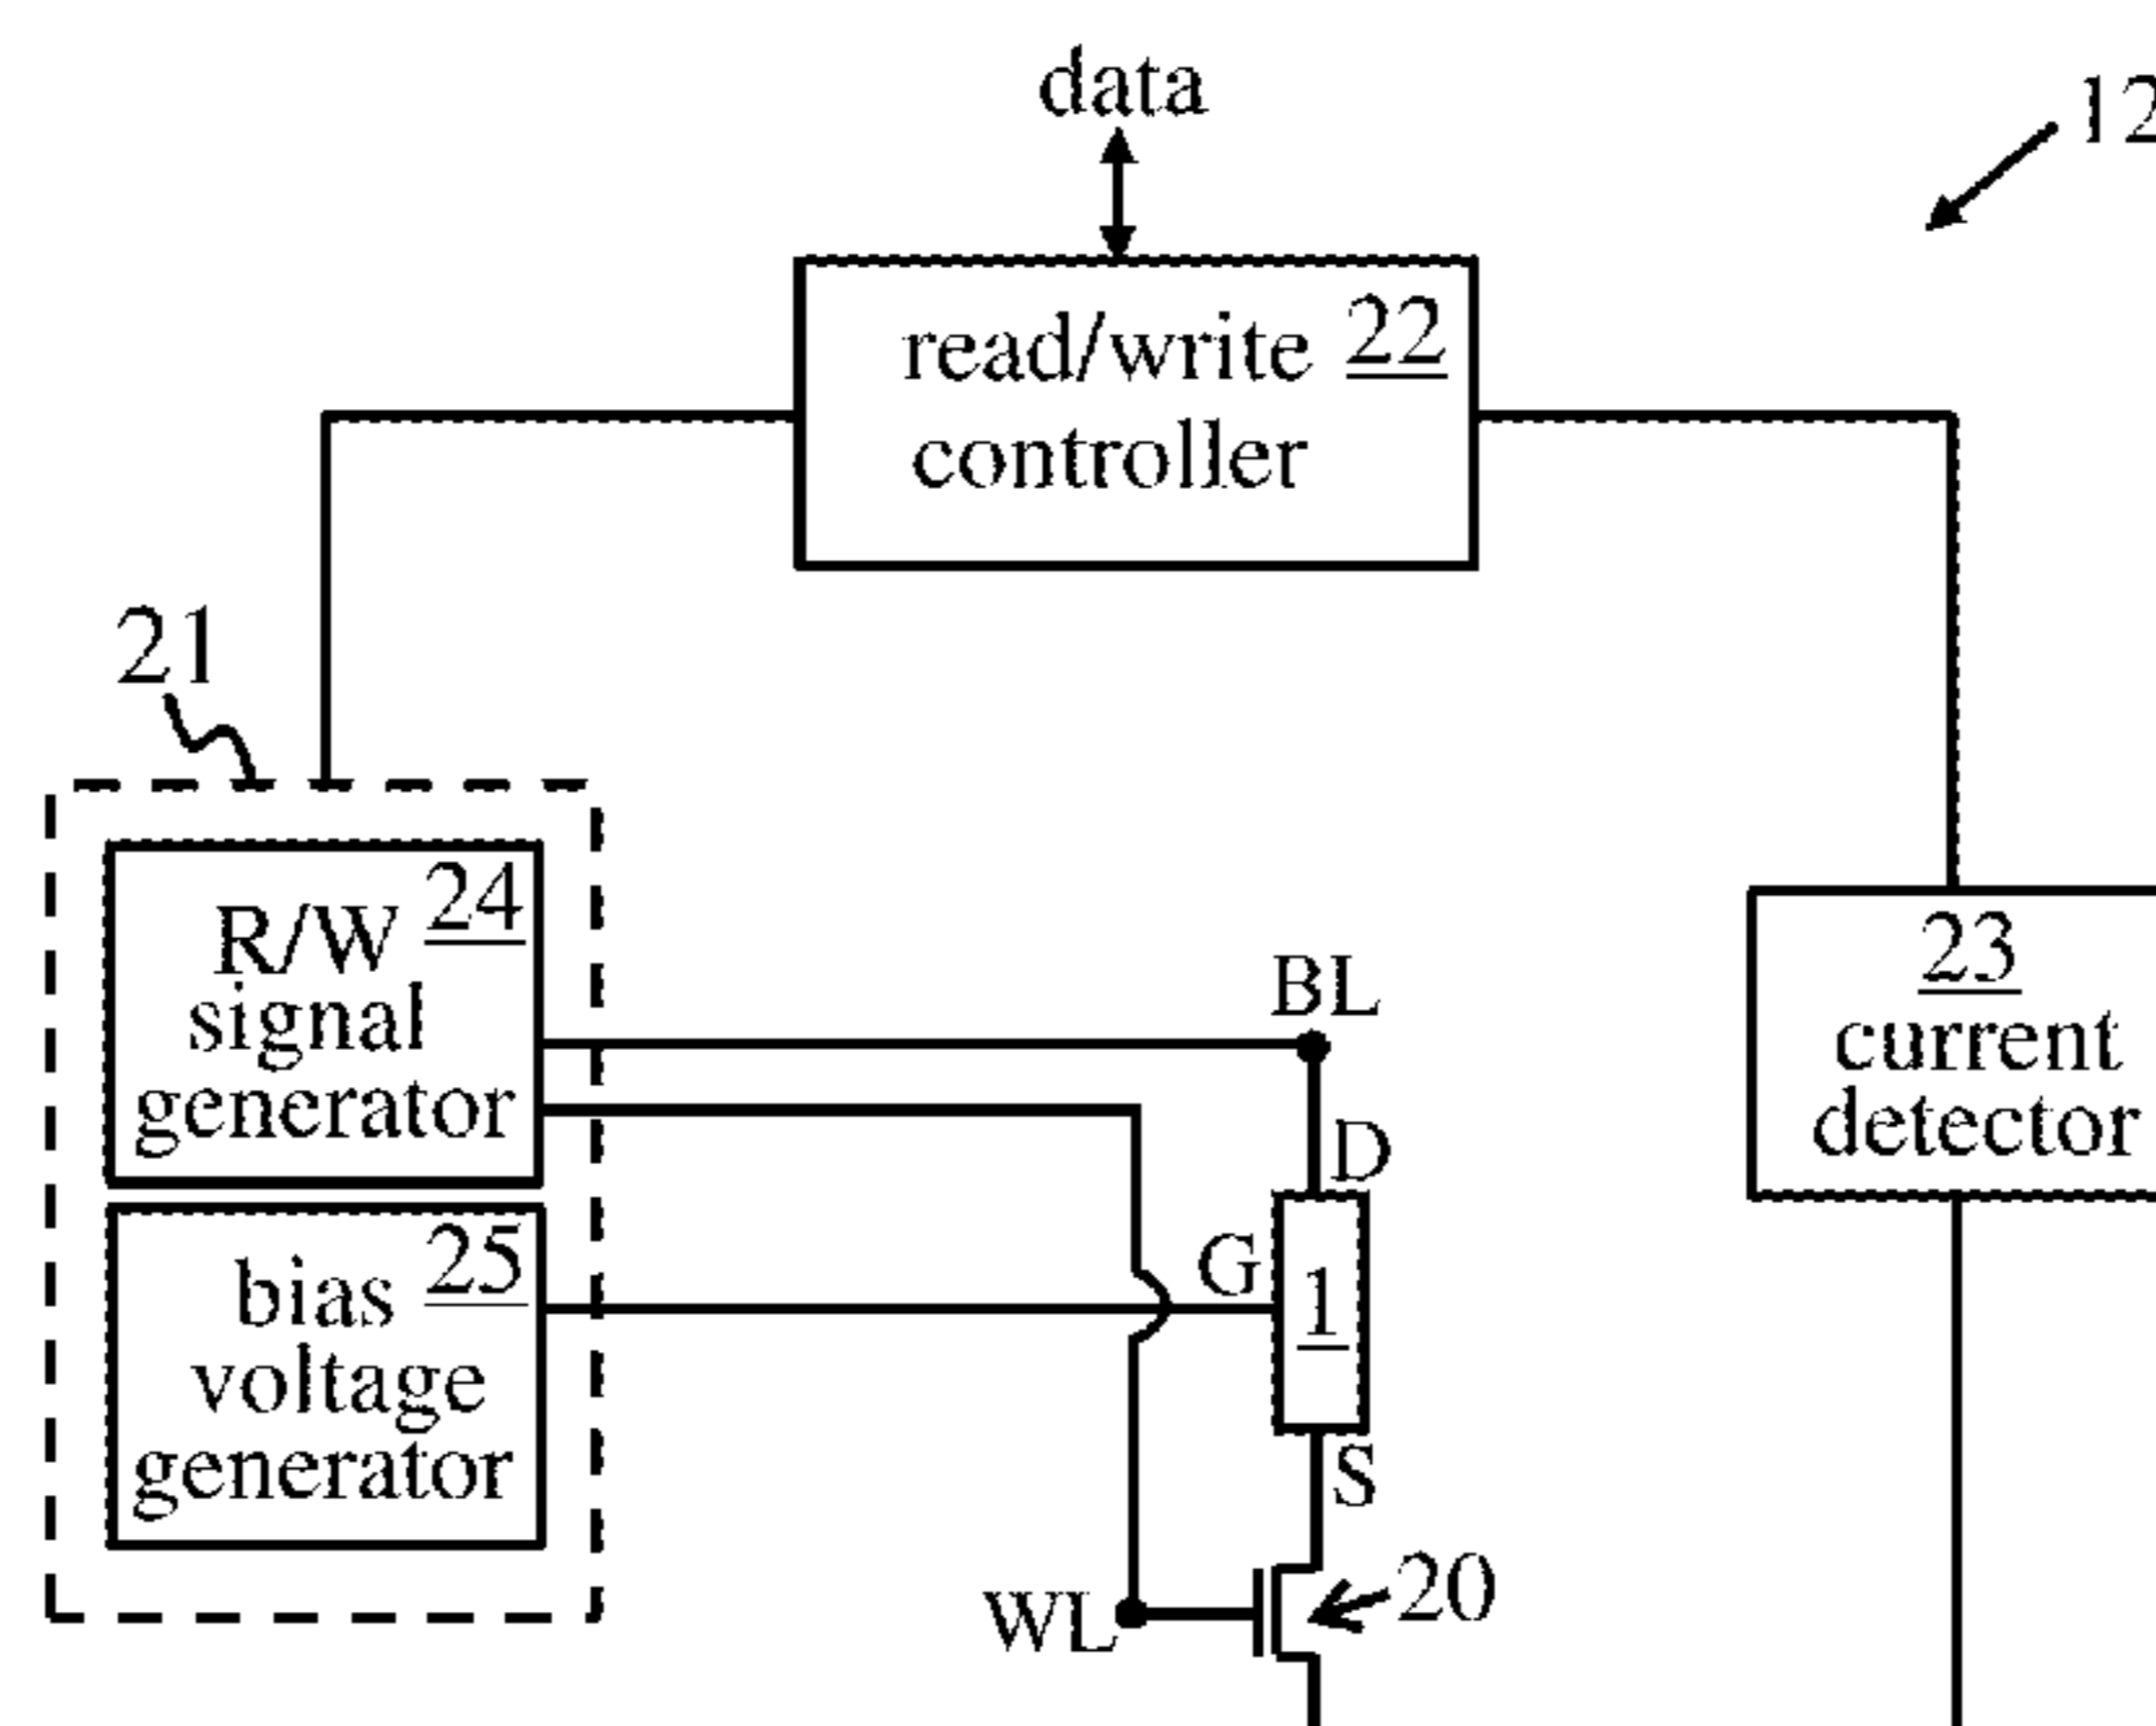 data
12
read/write 22
controller
21
24
R/W
signal
generator
BL
23
current
detector
D
25
bias
voltage
generator
G
1
S
WL
20